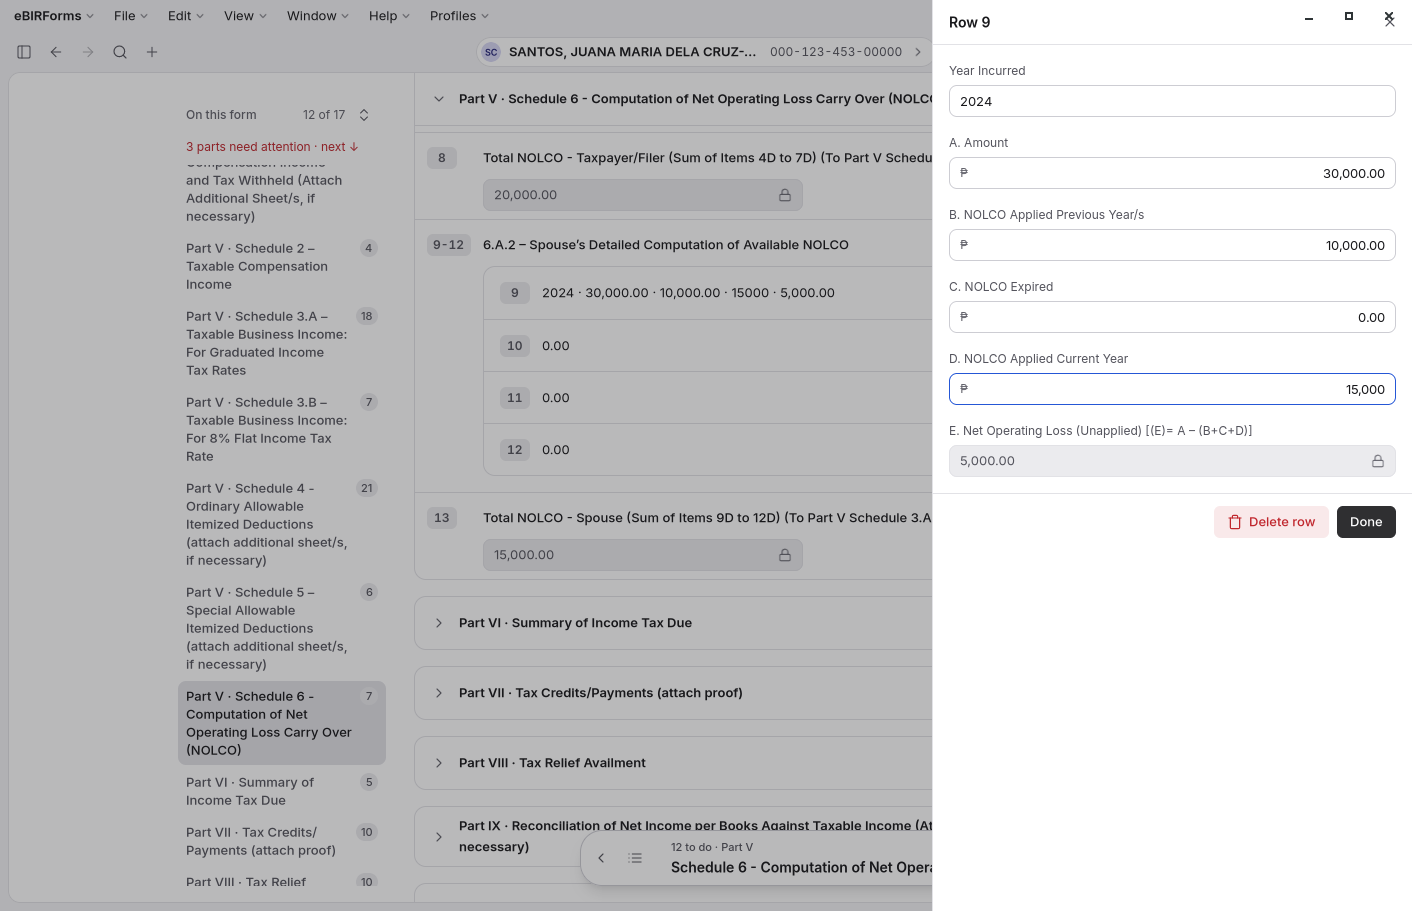 eBIRForms File Edit View Window Help Profiles
SC SANTOS, JUANA MARIA DELA CRUZ-... 000-123-453-00000
On this form 12 of 17
3 parts need attention · next ↓
Compensation Income
and Tax Withheld (Attach
Additional Sheet/s, if
necessary)
Part V · Schedule 2 –
Taxable Compensation
Income
4
Part V · Schedule 3.A –
Taxable Business Income:
For Graduated Income
Tax Rates
18
Part V · Schedule 3.B –
Taxable Business Income:
For 8% Flat Income Tax
Rate
7
Part V · Schedule 4 -
Ordinary Allowable
Itemized Deductions
(attach additional sheet/s,
if necessary)
21
Part V · Schedule 5 –
Special Allowable
Itemized Deductions
(attach additional sheet/s,
if necessary)
6
Part V · Schedule 6 -
Computation of Net
Operating Loss Carry Over
(NOLCO)
7
Part VI · Summary of
Income Tax Due
5
Part VII · Tax Credits/
Payments (attach proof)
10
Part VIII · Tax Relief
10
Part V · Schedule 6 - Computation of Net Operating Loss Carry Over (NOLCO
8 Total NOLCO - Taxpayer/Filer (Sum of Items 4D to 7D) (To Part V Schedu
20,000.00
9-12 6.A.2 – Spouse's Detailed Computation of Available NOLCO
9 2024 · 30,000.00 · 10,000.00 · 15000 · 5,000.00
10 0.00
11 0.00
12 0.00
13 Total NOLCO - Spouse (Sum of Items 9D to 12D) (To Part V Schedule 3.A
15,000.00
Part VI · Summary of Income Tax Due
Part VII · Tax Credits/Payments (attach proof)
Part VIII · Tax Relief Availment
Part IX · Reconciliation of Net Income per Books Against Taxable Income (At
necessary)
12 to do · Part V
Schedule 6 - Computation of Net Opera
Row 9
Year Incurred
2024
A. Amount
₱ 30,000.00
B. NOLCO Applied Previous Year/s
₱ 10,000.00
C. NOLCO Expired
₱ 0.00
D. NOLCO Applied Current Year
₱ 15,000
E. Net Operating Loss (Unapplied) [(E)= A – (B+C+D)]
5,000.00
Delete row Done